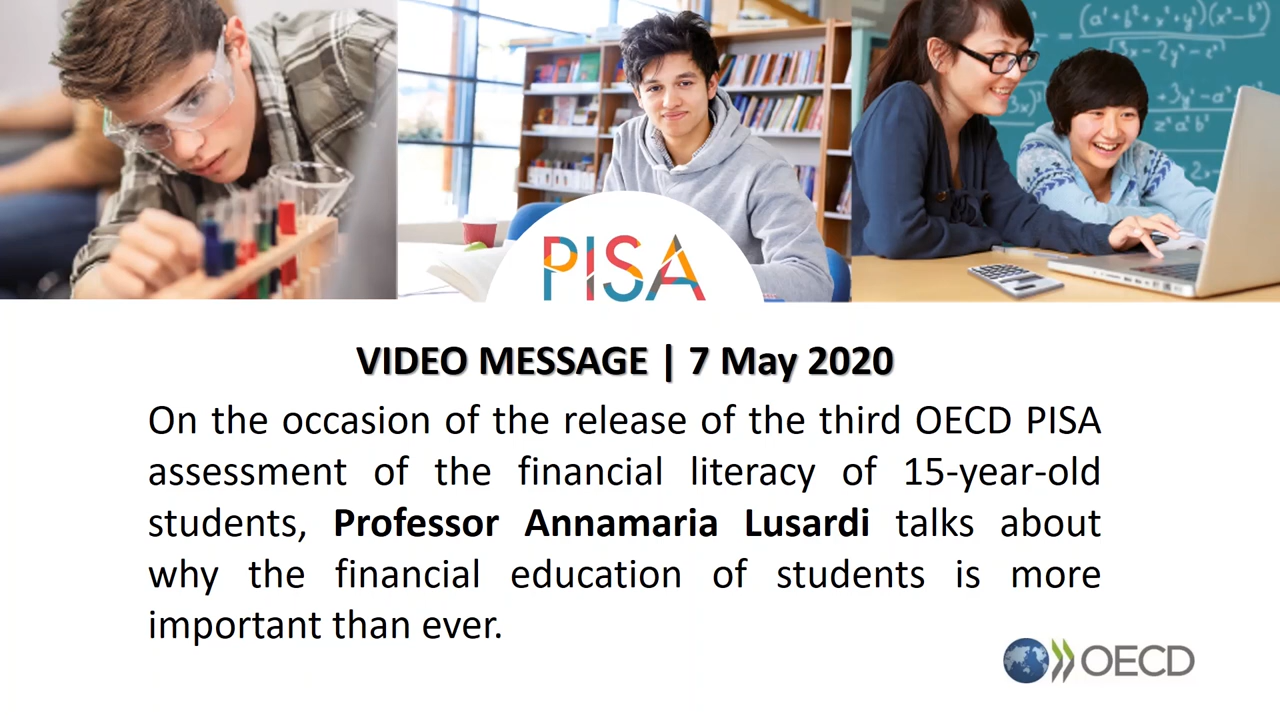 PISA
VIDEO MESSAGE | 7 May 2020
On the occasion of the release of the third OECD PISA
assessment of the financial literacy of 15-year-old
students, Professor Annamaria Lusardi talks about
why the financial education of students is more
important than ever.
OECD